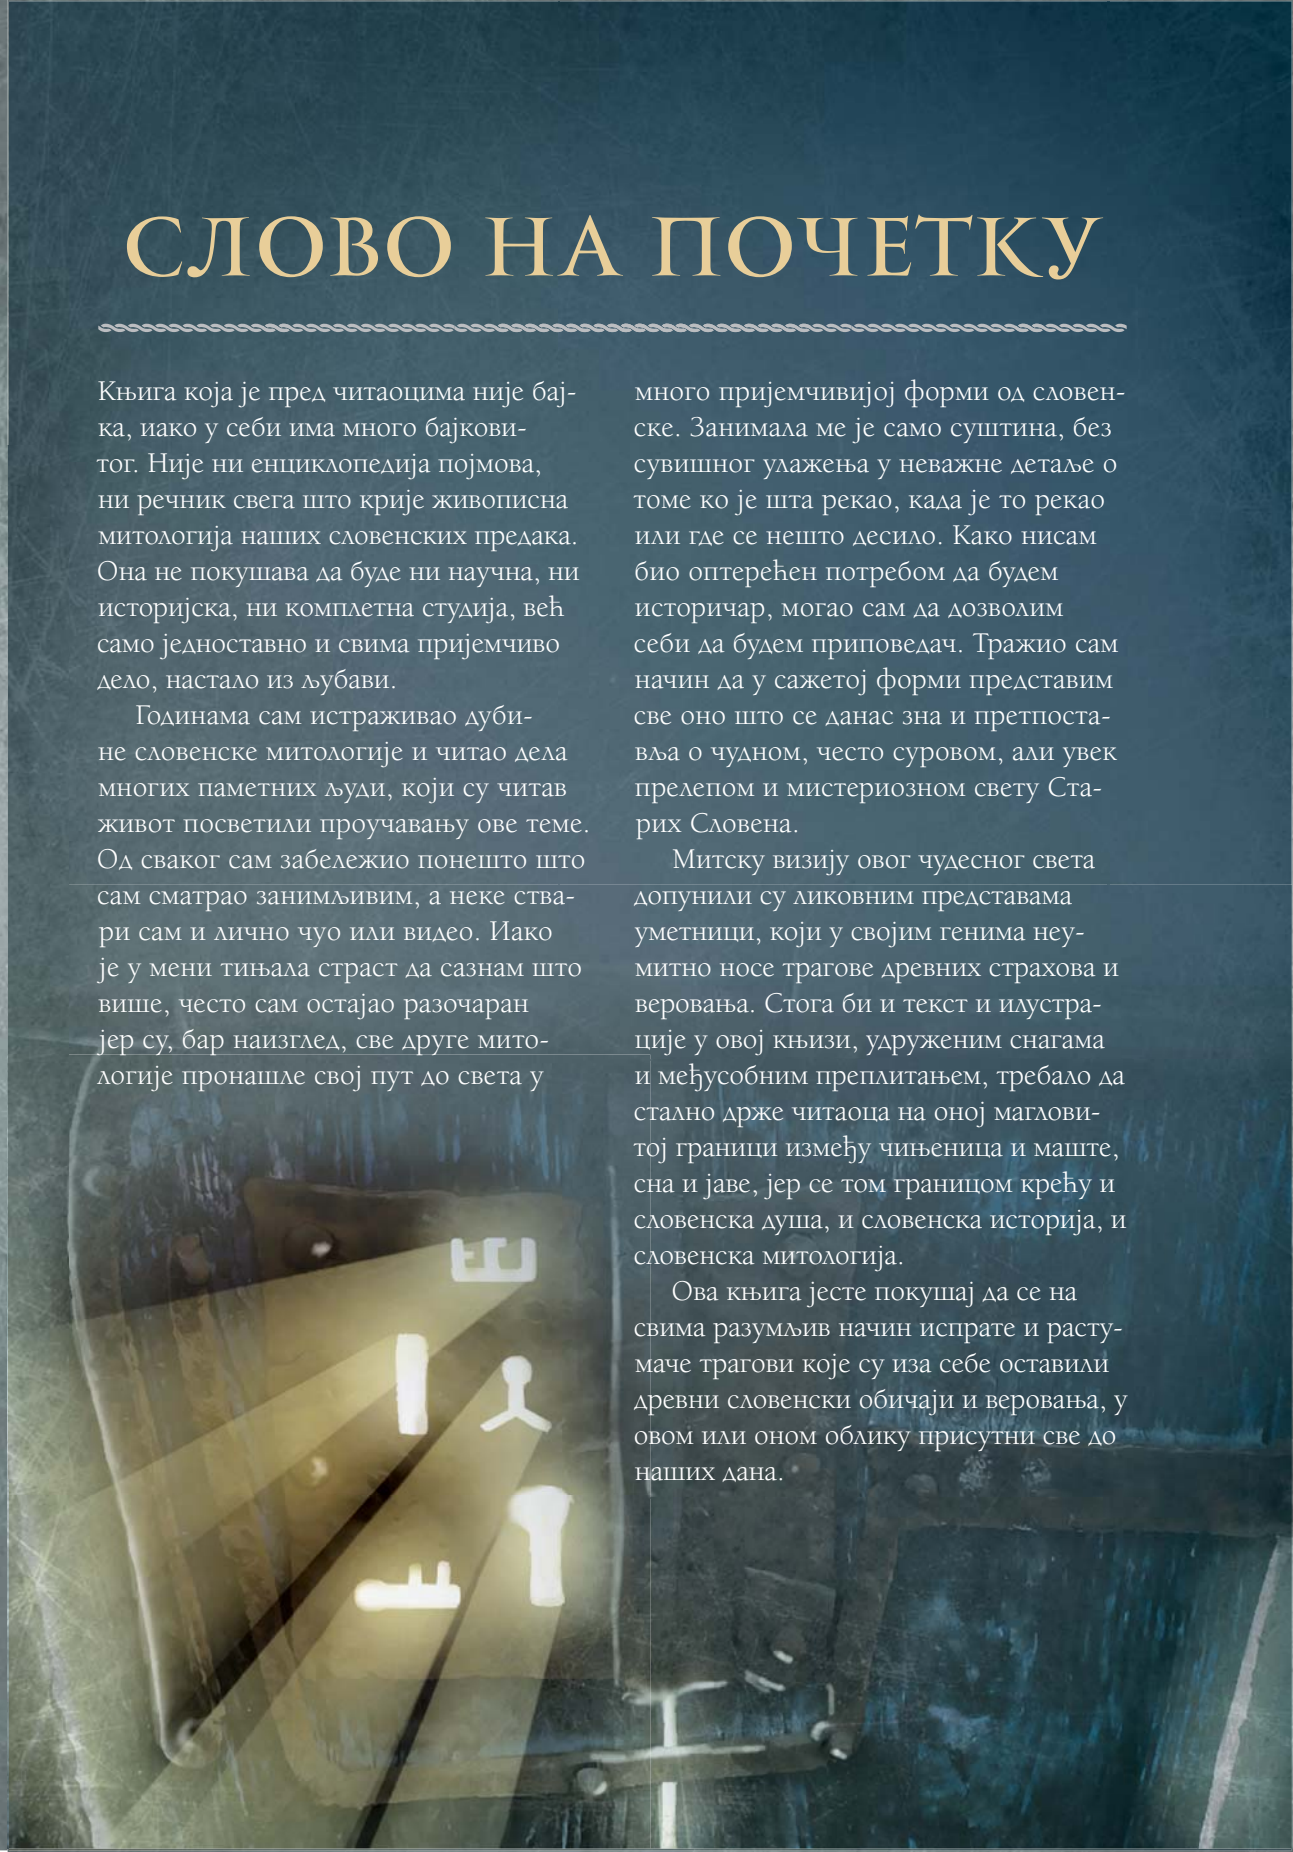 СЛОВО НА ПОЧЕТКУ
Књига која је пред читаоцима није бај-
ка, иако у себи има много бајкови-
тог. Није ни енциклопедија појмова,
ни речник свега што крије живописна
митологија наших словенских предака.
Она не покушава да буде ни научна, ни
историјска, ни комплетна студија, већ
само једноставно и свима пријемчиво
дело, настало из љубави.
Годинама сам истраживао дуби-
не словенске митологије и читао дела
многих паметних људи, који су читав
живот посветили проучавању ове теме.
Од сваког сам забележио понешто што
сам сматрао занимљивим, а неке ства-
ри сам и лично чуо или видео. Иако
је у мени тињала страст да сазнам што
више, често сам остајао разочаран
јер су, бар наизглед, све друге мито-
логије пронашле свој пут до света у
много пријемчивијој форми од словен-
ске. Занимала ме је само суштина, без
сувишног улажења у неважне детаље о
томе ко је шта рекао, када је то рекао
или где се нешто десило. Како нисам
био оптерећен потребом да будем
историчар, могао сам да дозволим
себи да будем приповедач. Тражио сам
начин да у сажетој форми представим
све оно што се данас зна и претпоста-
вља о чудном, често суровом, али увек
прелепом и мистериозном свету Ста-
рих Словена.
Митску визију овог чудесног света
допунили су ликовним представама
уметници, који у својим генима неу-
митно носе трагове древних страхова и
веровања. Стога би и текст и илустра-
ције у овој књизи, удруженим снагама
и међусобним преплитањем, требало да
стално држе читаоца на оној маглови-
тој граници између чињеница и маште,
сна и јаве, јер се том границом крећу и
словенска душа, и словенска историја, и
словенска митологија.
Ова књига јесте покушај да се на
свима разумљив начин испрате и расту-
маче трагови које су иза себе оставили
древни словенски обичаји и веровања, у
овом или оном облику присутни све до
наших дана.